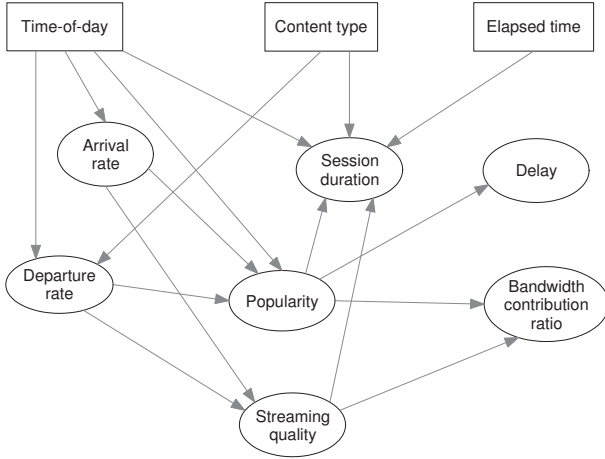 Time-of-day
Content type
Elapsed time
Arrival
rate
Session
duration
Delay
Departure
rate
Popularity
Bandwidth
contribution
ratio
Streaming
quality